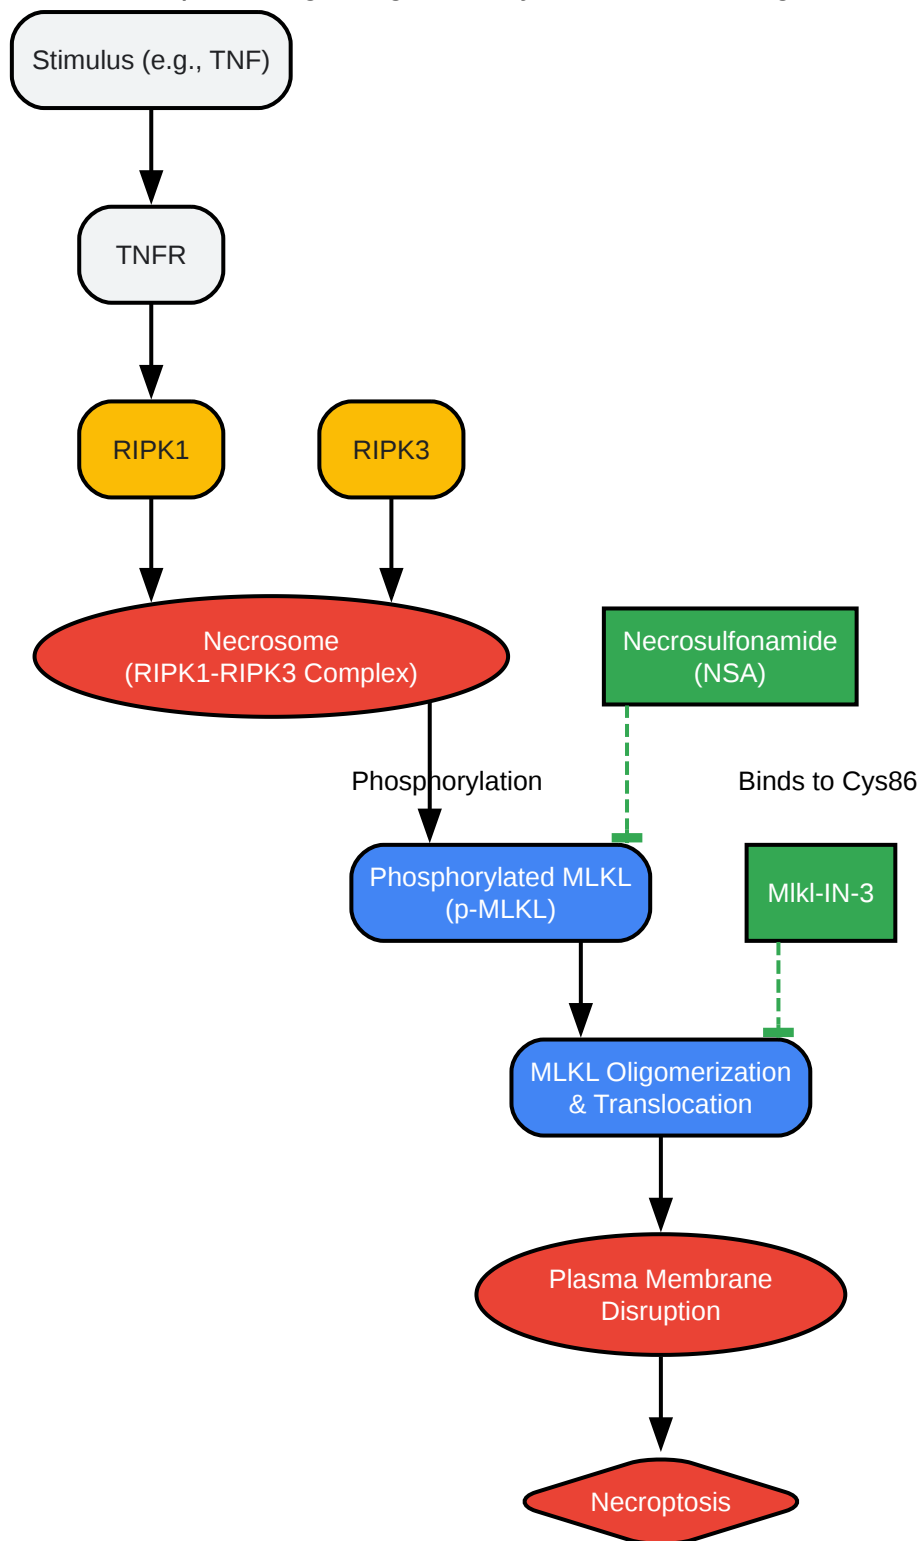 Stimulus (e.g., TNF)
TNFR
RIPK1
RIPK3
Necrosome
(RIPK1-RIPK3 Complex)
Necrosulfonamide
(NSA)
Phosphorylation
Binds to Cys86
Phosphorylated MLKL
(p-MLKL)
Mlkl-IN-3
MLKL Oligomerization
& Translocation
Plasma Membrane
Disruption
Necroptosis